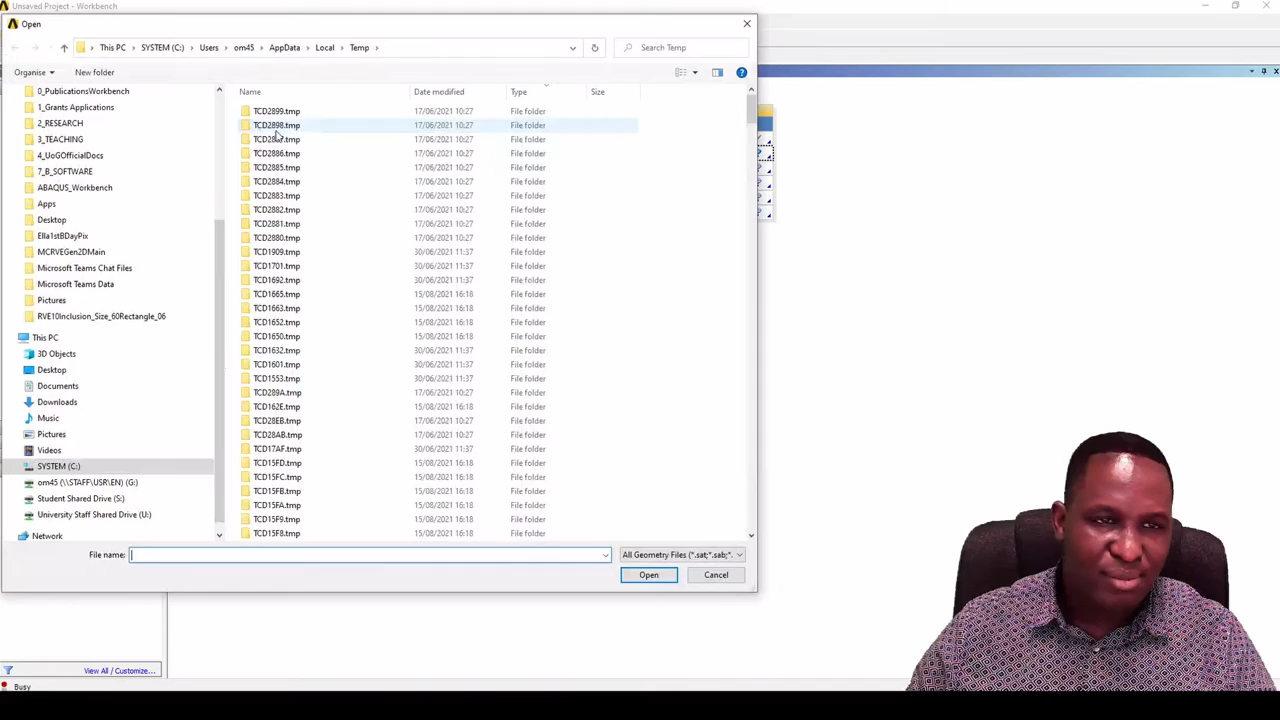 Unsaved Project - Workbench
Open
This PC > SYSTEM (C:) > Users > om45 > AppData > Local > Temp >
Search Temp
Organise
New folder
Name
Date modified
Type
Size
0_PublicationsWorkbench
1_Grants Applications
2_RESEARCH
3_TEACHING
4_UoGOfficialDocs
7_B_SOFTWARE
ABAQUS_Workbench
Apps
Desktop
Ella1stBDayPix
MCRVEGen2DMain
Microsoft Teams Chat Files
Microsoft Teams Data
Pictures
RVE10Inclusion_Size_60Rectangle_06
This PC
3D Objects
Desktop
Documents
Downloads
Music
Pictures
Videos
SYSTEM (C:)
om45 (\\STAFF\USR\EN) (G:)
Student Shared Drive (S:)
University Staff Shared Drive (U:)
Network
TCD2899.tmp 17/06/2021 10:27 File folder
TCD2898.tmp 17/06/2021 10:27 File folder
17/06/2021 10:27 File folder
TCD2886.tmp 17/06/2021 10:27 File folder
TCD2885.tmp 17/06/2021 10:27 File folder
TCD2884.tmp 17/06/2021 10:27 File folder
TCD2883.tmp 17/06/2021 10:27 File folder
TCD2882.tmp 17/06/2021 10:27 File folder
TCD2881.tmp 17/06/2021 10:27 File folder
TCD2880.tmp 17/06/2021 10:27 File folder
TCD1909.tmp 30/06/2021 11:37 File folder
TCD1701.tmp 30/06/2021 11:37 File folder
TCD1692.tmp 30/06/2021 11:37 File folder
TCD1665.tmp 15/08/2021 16:18 File folder
TCD1663.tmp 15/08/2021 16:18 File folder
TCD1652.tmp 15/08/2021 16:18 File folder
TCD1650.tmp 15/08/2021 16:18 File folder
TCD1632.tmp 30/06/2021 11:37 File folder
TCD1601.tmp 30/06/2021 11:37 File folder
TCD1553.tmp 30/06/2021 11:37 File folder
TCD289A.tmp 17/06/2021 10:27 File folder
TCD162E.tmp 15/08/2021 16:18 File folder
TCD28EB.tmp 17/06/2021 10:27 File folder
TCD28AB.tmp 17/06/2021 10:27 File folder
TCD17AF.tmp 30/06/2021 11:37 File folder
TCD15FD.tmp 15/08/2021 16:18 File folder
TCD15FC.tmp 15/08/2021 16:18 File folder
TCD15FB.tmp 15/08/2021 16:18 File folder
TCD15FA.tmp 15/08/2021 16:18 File folder
TCD15F9.tmp 15/08/2021 16:18 File folder
TCD15F8.tmp 15/08/2021 16:18 File folder
File name:
All Geometry Files (*.sat;*.sab;*.
Open
Cancel
View All / Customize...
Busy